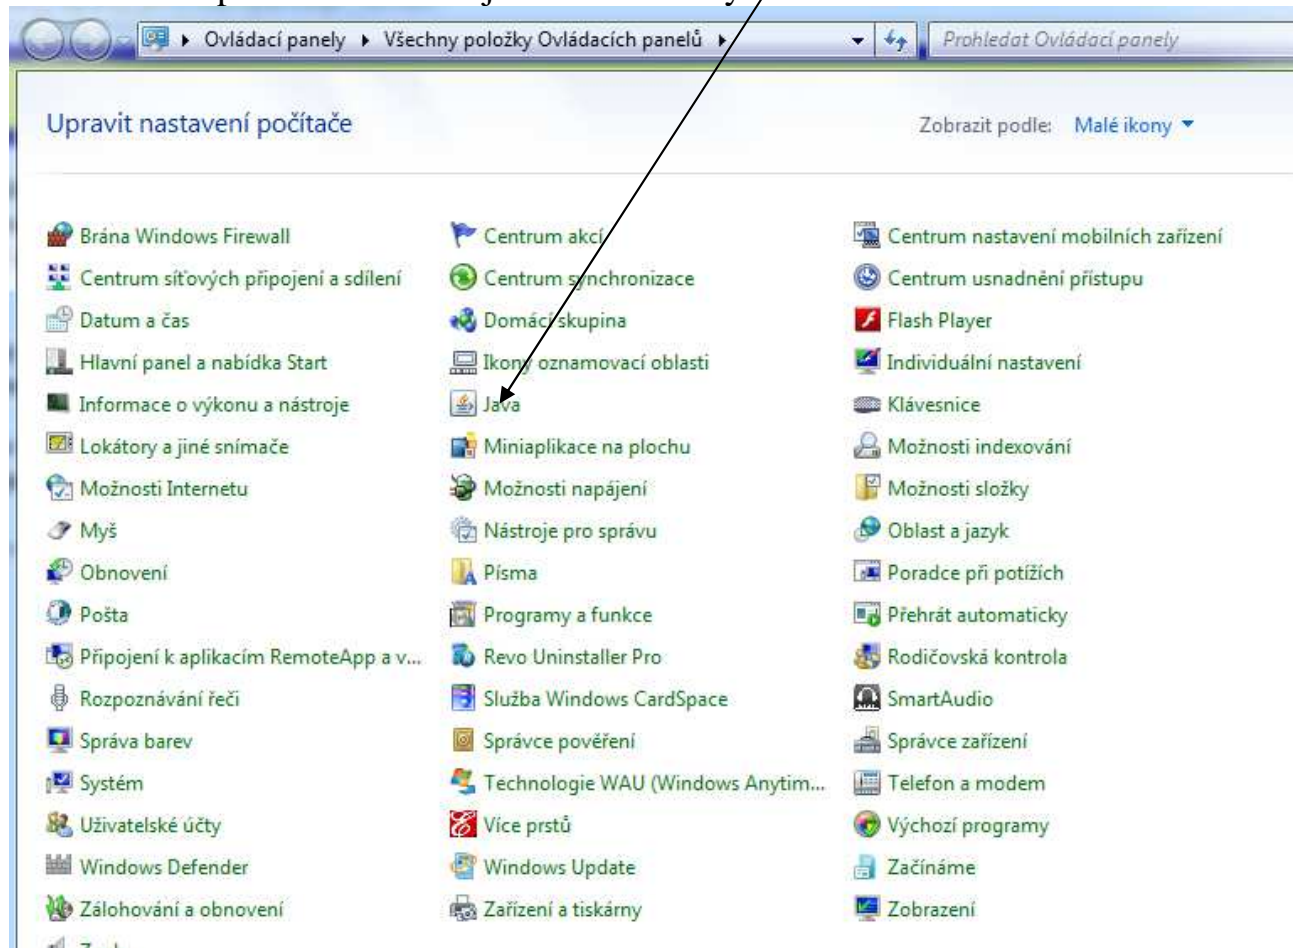 Ovládací panely ▸ Všechny položky Ovládacích panelů ▸ Prohledat Ovládací panely
Upravit nastavení počítače
Zobrazit podle: Malé ikony
Brána Windows Firewall
Centrum akcí
Centrum nastavení mobilních zařízení
Centrum síťových připojení a sdílení
Centrum synchronizace
Centrum usnadnění přístupu
Datum a čas
Domácí skupina
Flash Player
Hlavní panel a nabídka Start
Ikony oznamovací oblasti
Individuální nastavení
Informace o výkonu a nástroje
Java
Klávesnice
Lokátory a jiné snímače
Miniaplikace na plochu
Možnosti indexování
Možnosti Internetu
Možnosti napájení
Možnosti složky
Myš
Nástroje pro správu
Oblast a jazyk
Obnovení
Písma
Poradce při potížích
Pošta
Programy a funkce
Přehrát automaticky
Připojení k aplikacím RemoteApp a v...
Revo Uninstaller Pro
Rodičovská kontrola
Rozpoznávání řeči
Služba Windows CardSpace
SmartAudio
Správa barev
Správce pověření
Správce zařízení
Systém
Technologie WAU (Windows Anytim...
Telefon a modem
Uživatelské účty
Více prstů
Výchozí programy
Windows Defender
Windows Update
Začínáme
Zálohování a obnovení
Zařízení a tiskárny
Zobrazení